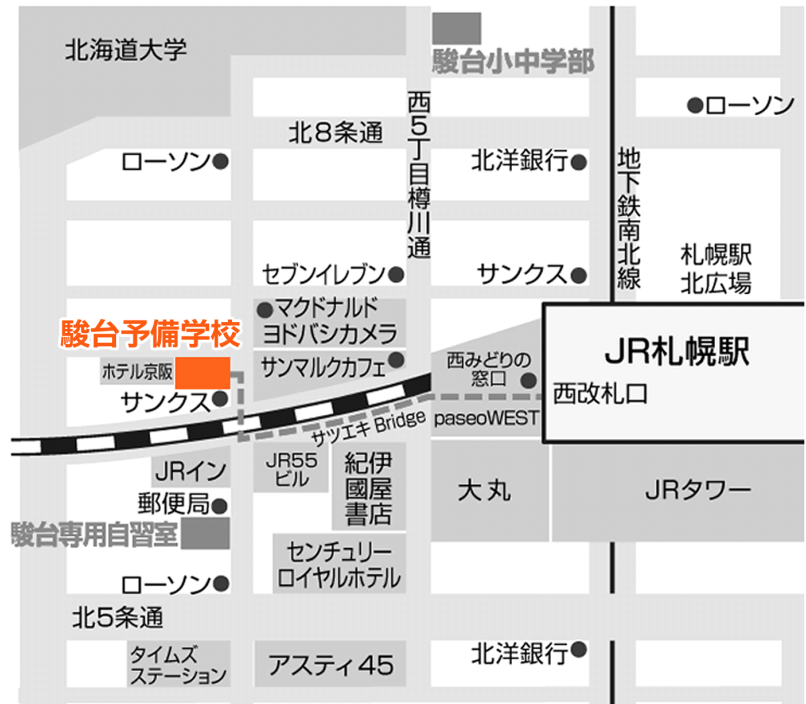 北海道大学
駿台小中学部
ローソン
北8条通
西5丁目樽川通
ローソン
北洋銀行
地下鉄南北線
札幌駅
北広場
セブンイレブン
サンクス
マクドナルド
ヨドバシカメラ
駿台予備学校
ホテル京阪
サンマルクカフェ
西みどりの
窓口
JR札幌駅
西改札口
サンクス
サツエキ Bridge
paseoWEST
JRイン
JR55
ビル
紀伊
國屋
書店
大丸
JRタワー
郵便局
駿台専用自習室
センチュリー
ロイヤルホテル
ローソン
北5条通
タイムズ
ステーション
アスティ45
北洋銀行